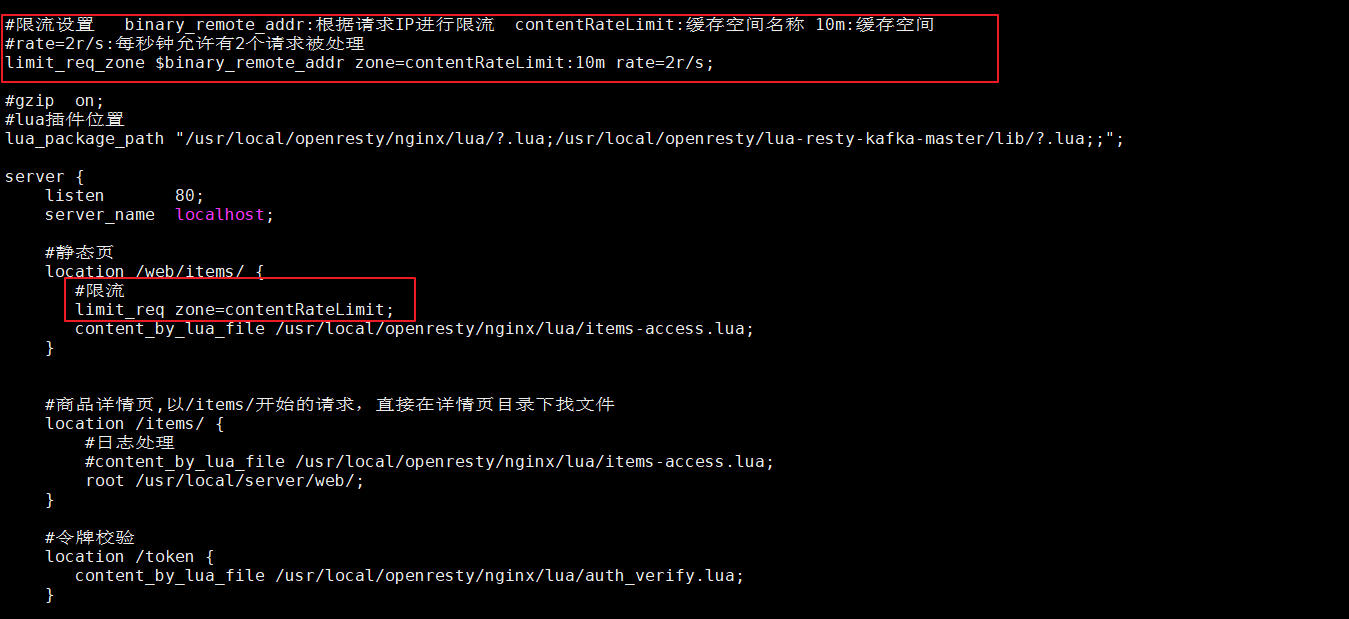 #限流设置   binary_remote_addr:根据请求IP进行限流  contentRateLimit:缓存空间名称 10m:缓存空间
#rate=2r/s:每秒钟允许有2个请求被处理
limit_req_zone $binary_remote_addr zone=contentRateLimit:10m rate=2r/s;
#gzip  on;
#lua插件位置
lua_package_path "/usr/local/openresty/nginx/lua/?.lua;/usr/local/openresty/lua-resty-kafka-master/lib/?.lua;;";
server {
    listen       80;
    server_name  localhost;
    #静态页
    location /web/items/ {
       #限流
       limit_req zone=contentRateLimit;
       content_by_lua_file /usr/local/openresty/nginx/lua/items-access.lua;
    }
    #商品详情页,以/items/开始的请求，直接在详情页目录下找文件
    location /items/ {
        #日志处理
        #content_by_lua_file /usr/local/openresty/nginx/lua/items-access.lua;
        root /usr/local/server/web/;
    }
    #令牌校验
    location /token {
       content_by_lua_file /usr/local/openresty/nginx/lua/auth_verify.lua;
    }